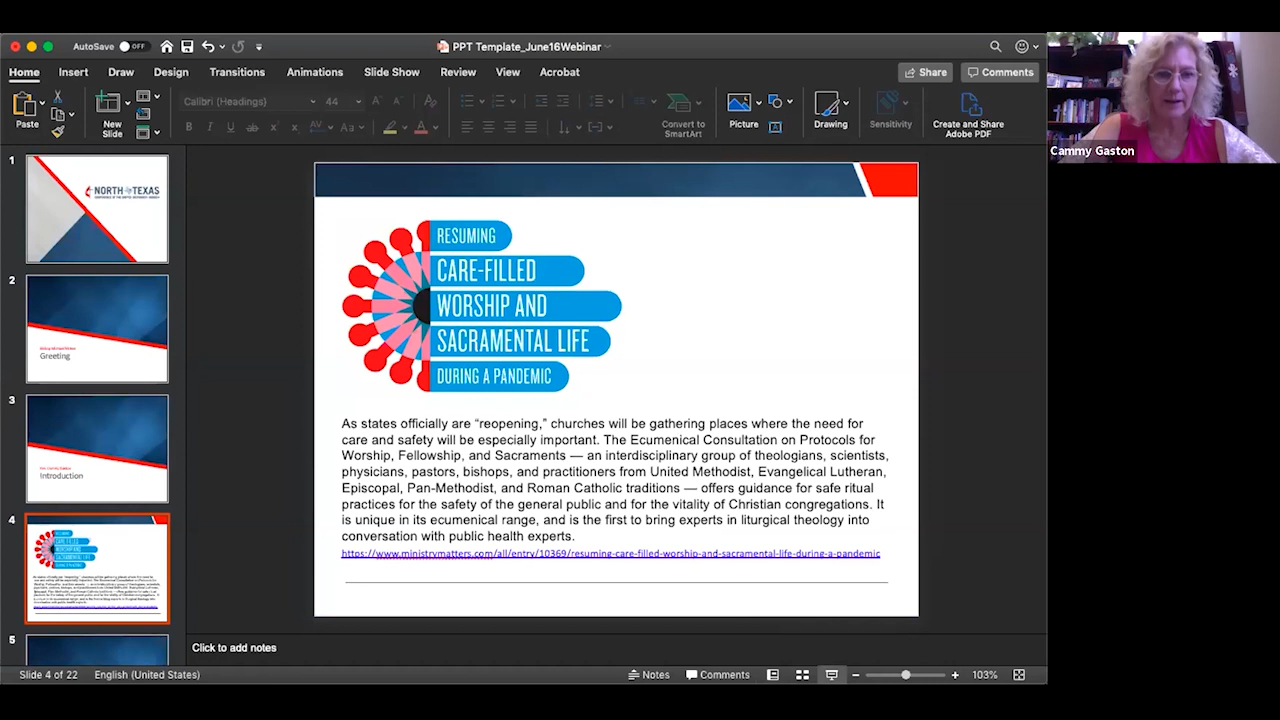 AutoSave
OFF
PPT Template_June16Webinar
Home
Insert
Draw
Design
Transitions
Animations
Slide Show
Review
View
Acrobat
Share
Comments
Paste
New
Slide
Calibri (Headings)
44
Convert to
SmartArt
Picture
Drawing
Sensitivity
Create and Share
Adobe PDF
Cammy Gaston
1
NORTH TEXAS
2
Greeting
3
Introduction
4
5
RESUMING
CARE-FILLED
WORSHIP AND
SACRAMENTAL LIFE
DURING A PANDEMIC
As states officially are “reopening,” churches will be gathering places where the need for
care and safety will be especially important. The Ecumenical Consultation on Protocols for
Worship, Fellowship, and Sacraments — an interdisciplinary group of theologians, scientists,
physicians, pastors, bishops, and practitioners from United Methodist, Evangelical Lutheran,
Episcopal, Pan-Methodist, and Roman Catholic traditions — offers guidance for safe ritual
practices for the safety of the general public and for the vitality of Christian congregations. It
is unique in its ecumenical range, and is the first to bring experts in liturgical theology into
conversation with public health experts.
https://www.ministrymatters.com/all/entry/10369/resuming-care-filled-worship-and-sacramental-life-during-a-pandemic
Click to add notes
Slide 4 of 22
English (United States)
Notes
Comments
103%